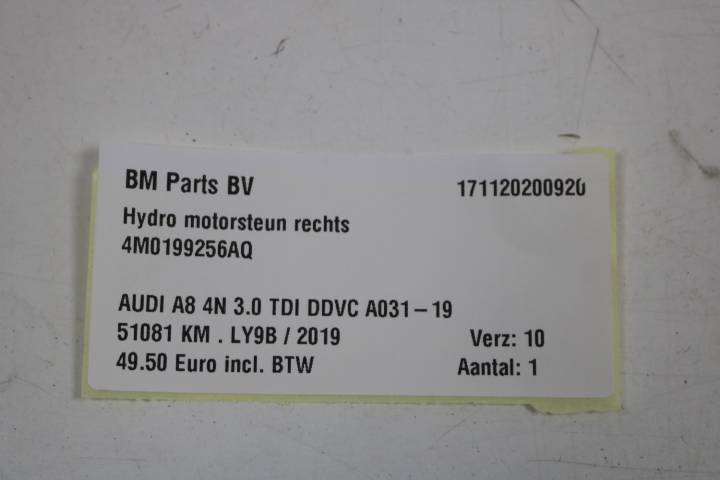 BM Parts BV 171120200920
Hydro motorsteun rechts
4M0199256AQ
AUDI A8 4N 3.0 TDI DDVC A031-19
51081 KM . LY9B / 2019 Verz: 10
49.50 Euro incl. BTW Aantal: 1